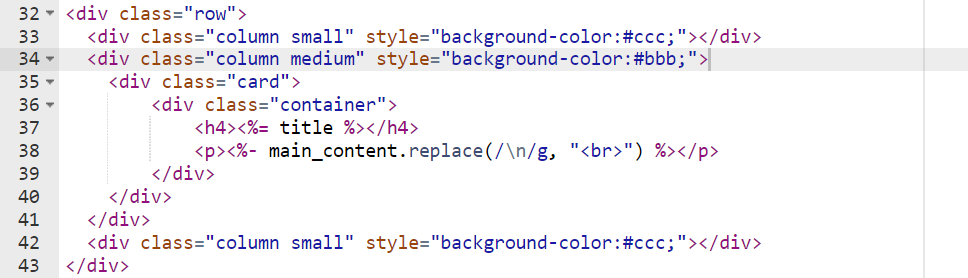 32 <div class="row">
33   <div class="column small" style="background-color:#ccc;"></div>
34   <div class="column medium" style="background-color:#bbb;">
35     <div class="card">
36         <div class="container">
37             <h4><%= title %></h4>
38             <p><%- main_content.replace(/\n/g, "<br>") %></p>
39         </div>
40     </div>
41   </div>
42   <div class="column small" style="background-color:#ccc;"></div>
43 </div>